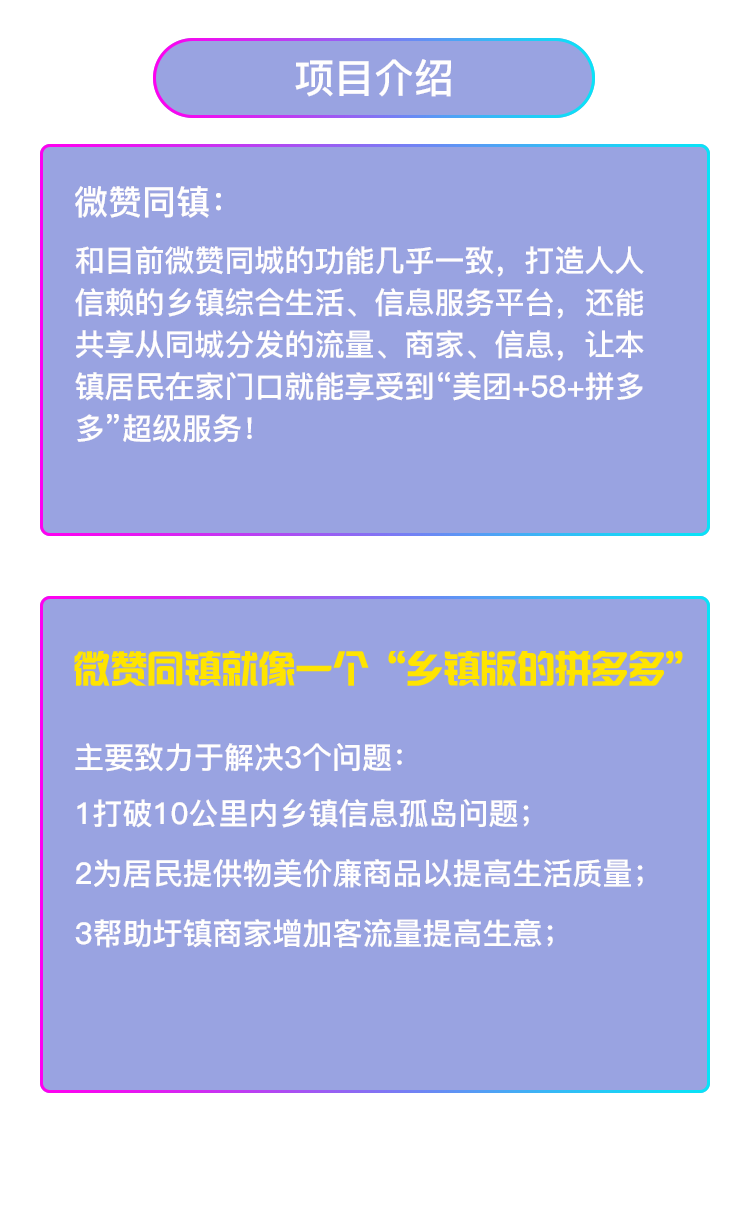 项目介绍
微赞同镇：
和目前微赞同城的功能几乎一致，打造人人
信赖的乡镇综合生活、信息服务平台，还能
共享从同城分发的流量、商家、信息，让本
镇居民在家门口就能享受到“美团+58+拼多
多”超级服务！
微赞同镇就像一个“乡镇版的拼多多”
主要致力于解决3个问题：
1打破10公里内乡镇信息孤岛问题；
2为居民提供物美价廉商品以提高生活质量；
3帮助圩镇商家增加客流量提高生意；